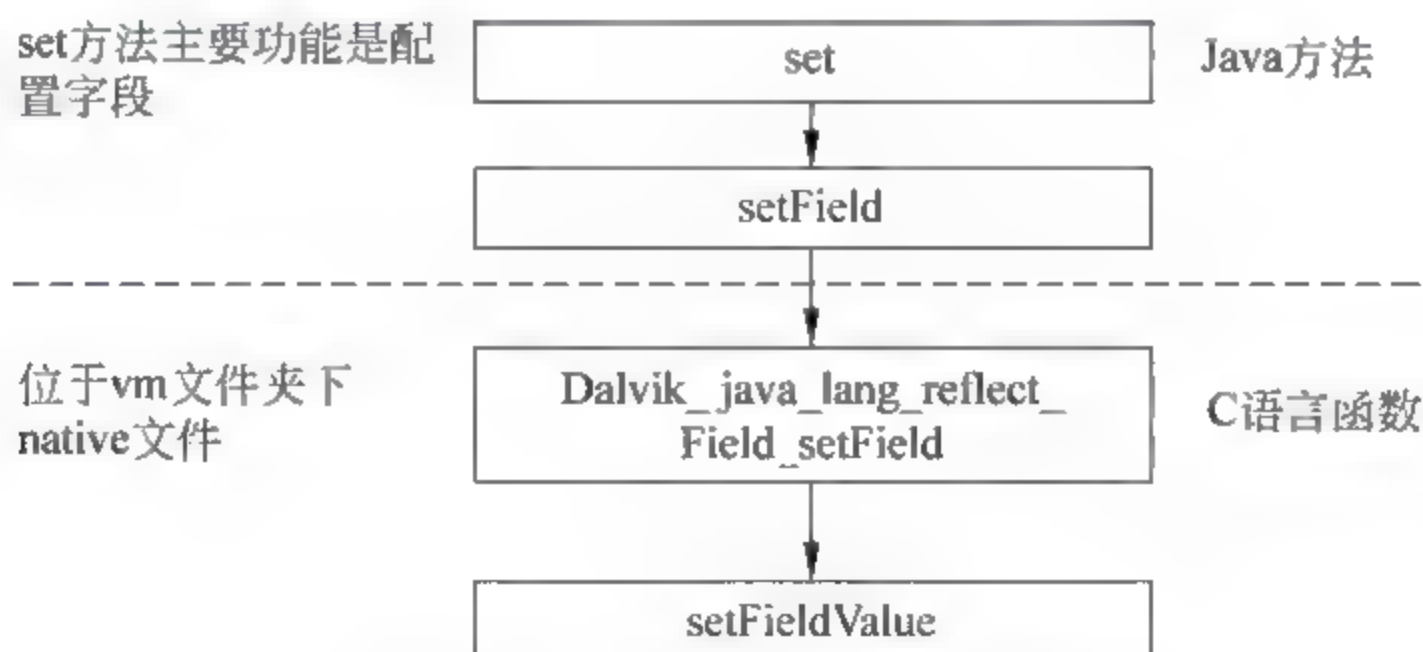 set方法主要功能是配
置字段
set
Java方法
setField
位于vm文件夹下
native文件
Dalvik_java_lang_reflect_
Field_setField
C语言函数
setFieldValue